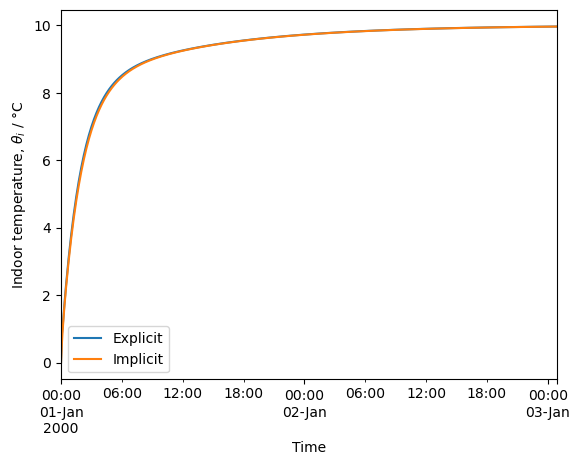 10
8
6
4
2
0
Indoor temperature, θi / °C
Explicit
Implicit
00:00 06:00 12:00 18:00 00:00 06:00 12:00 18:00 00:00
01-Jan 02-Jan 03-Jan
2000
Time